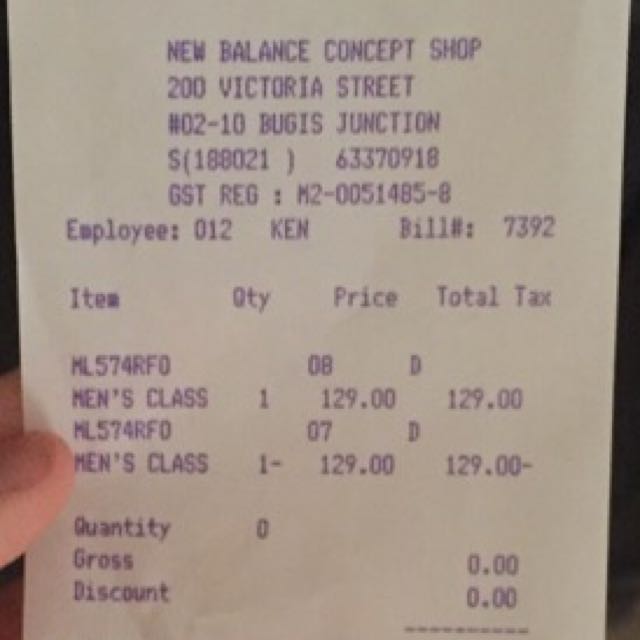 NEW BALANCE CONCEPT SHOP
200 VICTORIA STREET
#02-10 BUGIS JUNCTION
S(188021 ) 63370918
GST REG : M2-0051485-8
Employee: 012 KEN Bill#: 7392
Item Qty Price Total Tax
ML574RFO 08 D
MEN'S CLASS 1 129.00 129.00
ML574RFO 07 D
MEN'S CLASS 1- 129.00 129.00-
Quantity 0
Gross 0.00
Discount 0.00
----------